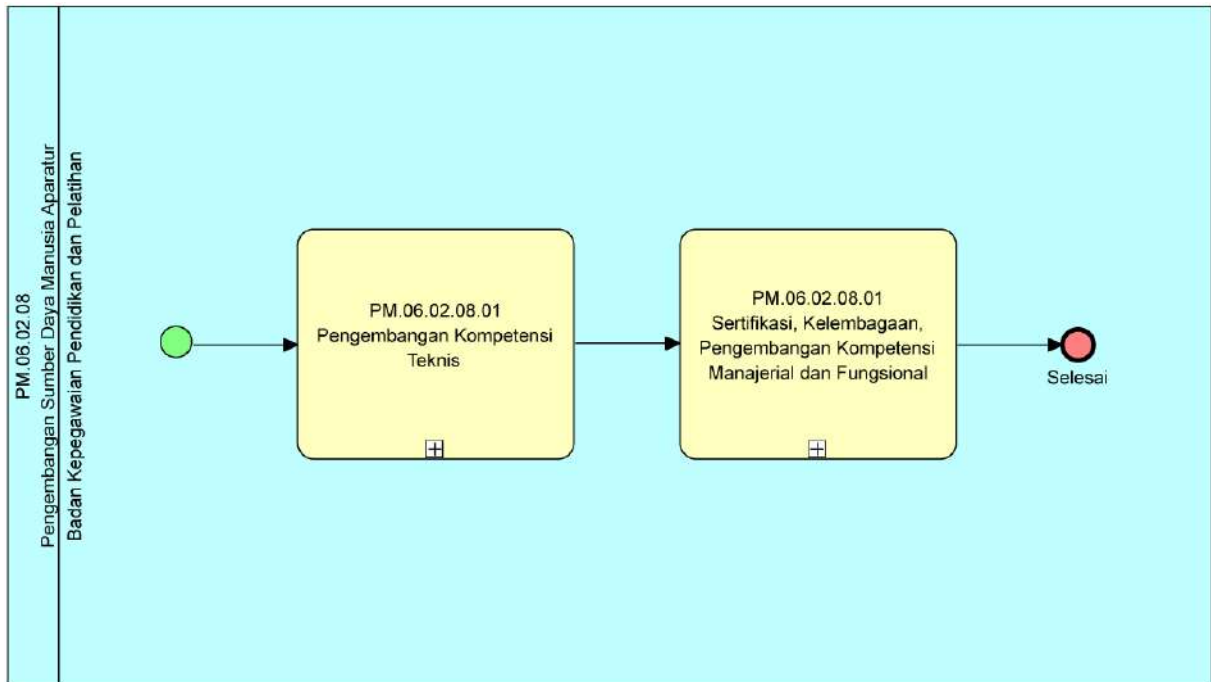 PM.06.02.08
Pengembangan Sumber Daya Manusia Aparatur
Badan Kepegawaian Pendidikan dan Pelatihan
PM.06.02.08.01
Pengembangan Kompetensi
Teknis
PM.06.02.08.01
Sertifikasi, Kelembagaan,
Pengembangan Kompetensi
Manajerial dan Fungsional
Selesai